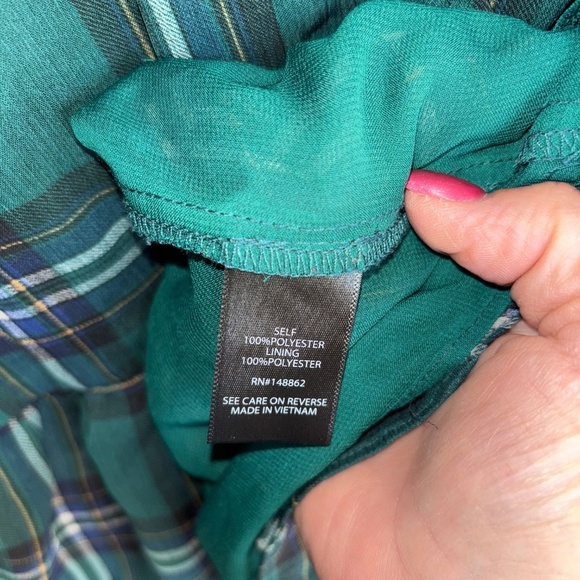 SELF
100%POLYESTER
LINING
100%POLYESTER
RN#148862
SEE CARE ON REVERSE
MADE IN VIETNAM